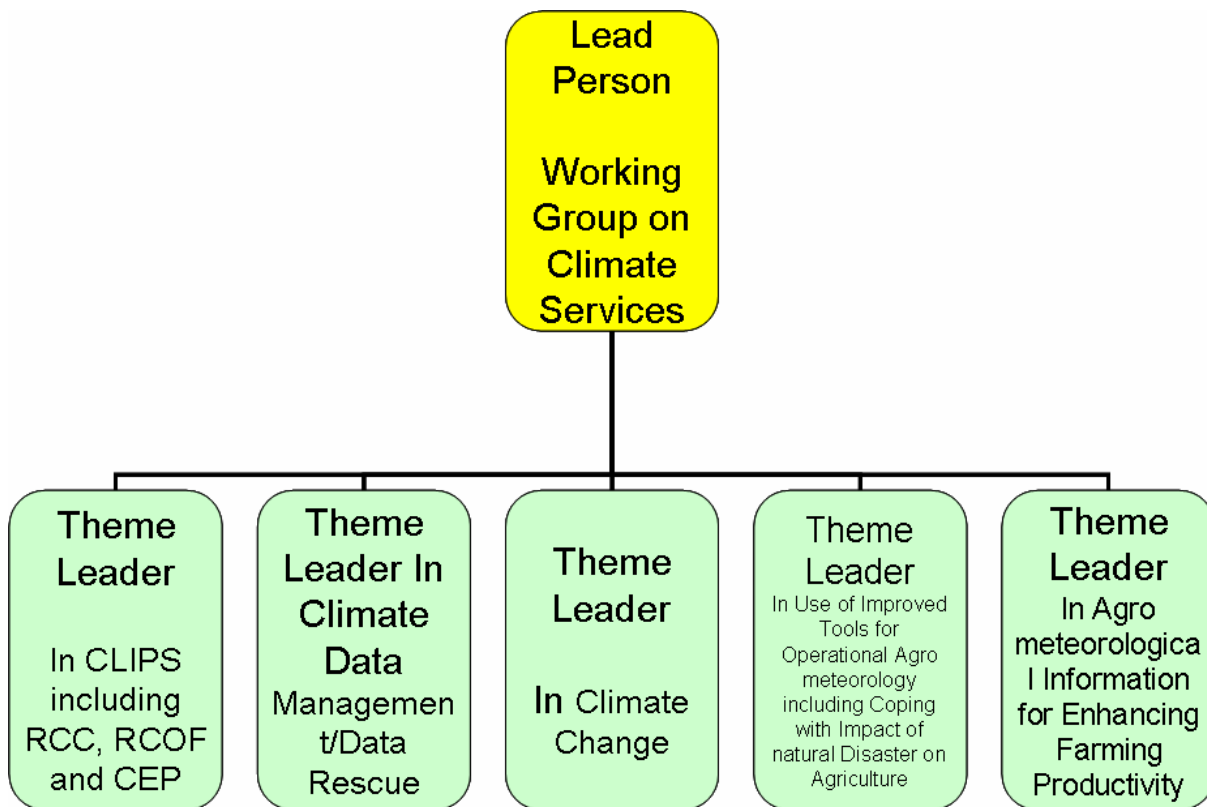 Lead
Person
Working
Group on
Climate
Services
Theme
Leader
In CLIPS
including
RCC, RCOF
and CEP
Theme
Leader In
Climate
Data
Managemen
t/Data
Rescue
Theme
Leader
In Climate
Change
Theme
Leader
In Use of Improved
Tools for
Operational Agro
meteorology
including Coping
with Impact of
natural Disaster on
Agriculture
Theme
Leader
In Agro
meteorologica
l Information
for Enhancing
Farming
Productivity